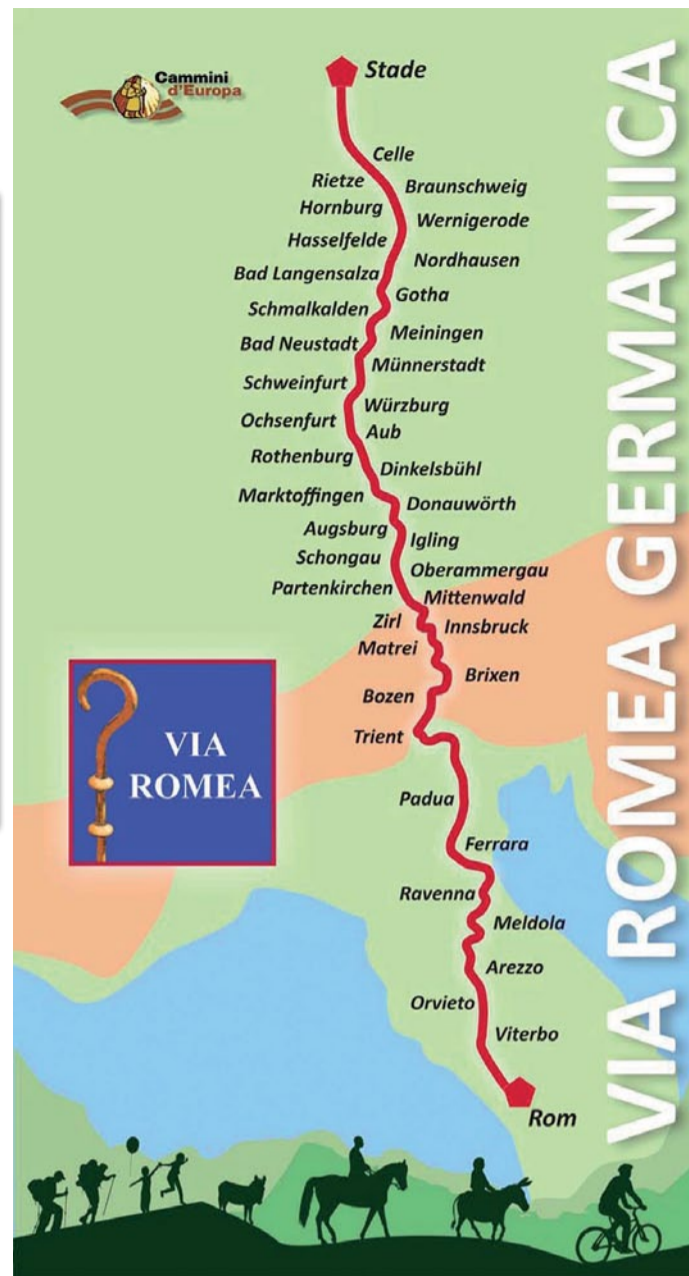 Cammini
d'Europa
Stade
Celle
Rietze
Braunschweig
Hornburg
Wernigerode
Hasselfelde
Nordhausen
Bad Langensalza
Gotha
Schmalkalden
Meiningen
Bad Neustadt
Münnerstadt
Schweinfurt
Würzburg
Ochsenfurt
Aub
Rothenburg
Dinkelsbühl
Marktoffingen
Donauwörth
Augsburg
Igling
Schongau
Oberammergau
Partenkirchen
Mittenwald
Zirl
Innsbruck
Matrei
Brixen
Bozen
Trient
Padua
Ferrara
Ravenna
Meldola
Arezzo
Orvieto
Viterbo
Rom
VIA
ROMEA
VIA ROMEA GERMANICA